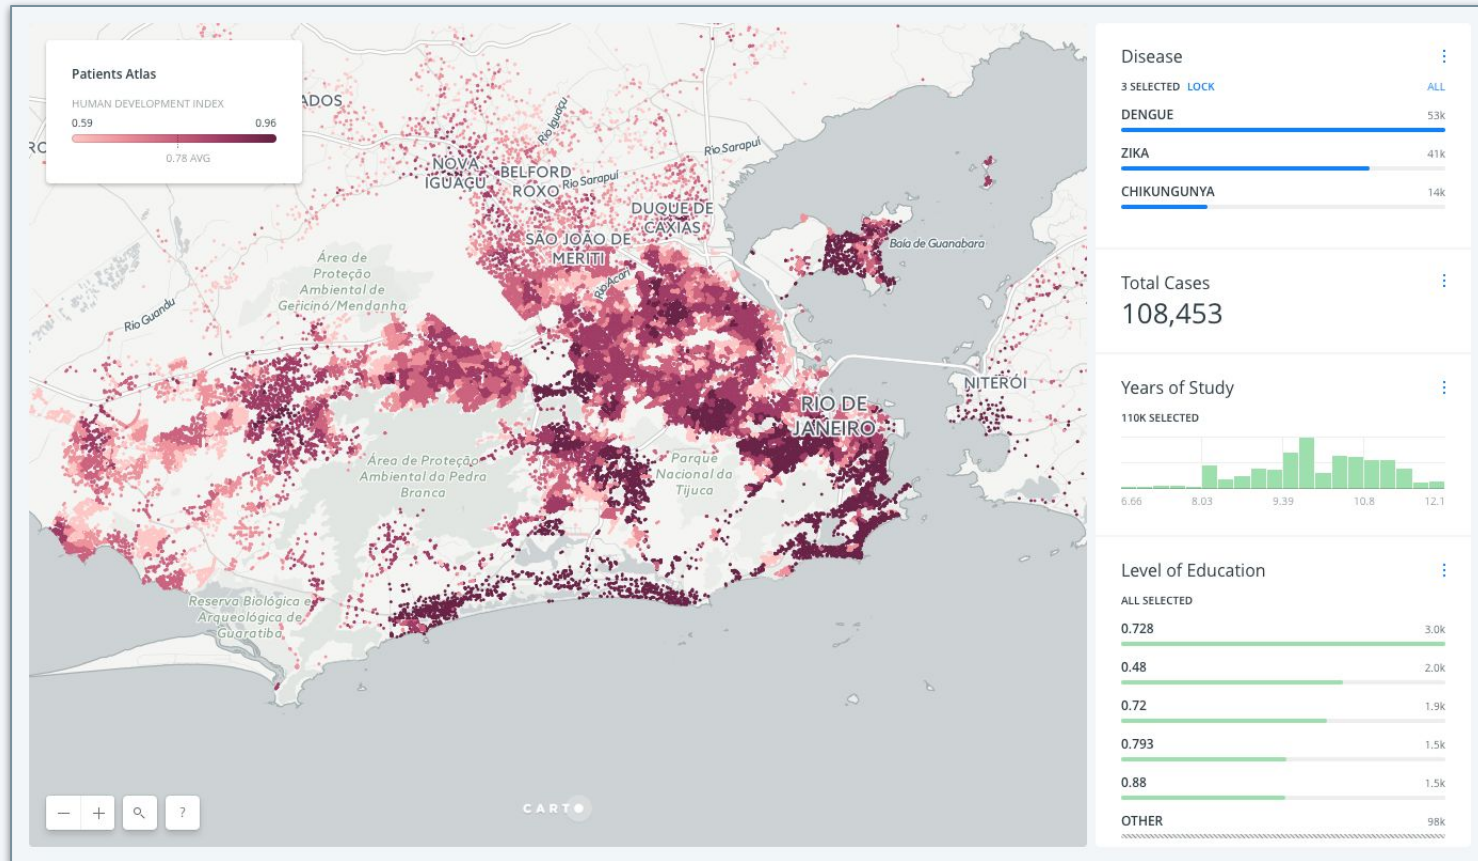 Patients Atlas
HUMAN DEVELOPMENT INDEX
0.59 0.96
0.78 AVG
ADOS
RO
Rio Iguaçu
Rio Sarapuí
NOVA
IGUAÇU
BELFORD
ROXO
Rio Sarapuí
DUQUE DE
CAXIAS
SÃO JOÃO DE
MERITI
Rio Acari
Baía de Guanabara
Área de
Proteção
Ambiental de
Gericinó/Mendanha
Rio Guandu
NITERÓI
RIO DE
JANEIRO
Área de Proteção
Ambiental da Pedra
Branca
Parque
Nacional da
Tijuca
Reserva Biológica e
Arqueológica de
Guaratiba
− + ?
CARTO
Disease
3 SELECTED LOCK ALL
DENGUE 53k
ZIKA 41k
CHIKUNGUNYA 14k
Total Cases
108,453
Years of Study
110K SELECTED
6.66 8.03 9.39 10.8 12.1
Level of Education
ALL SELECTED
0.728 3.0k
0.48 2.0k
0.72 1.9k
0.793 1.5k
0.88 1.5k
OTHER 98k